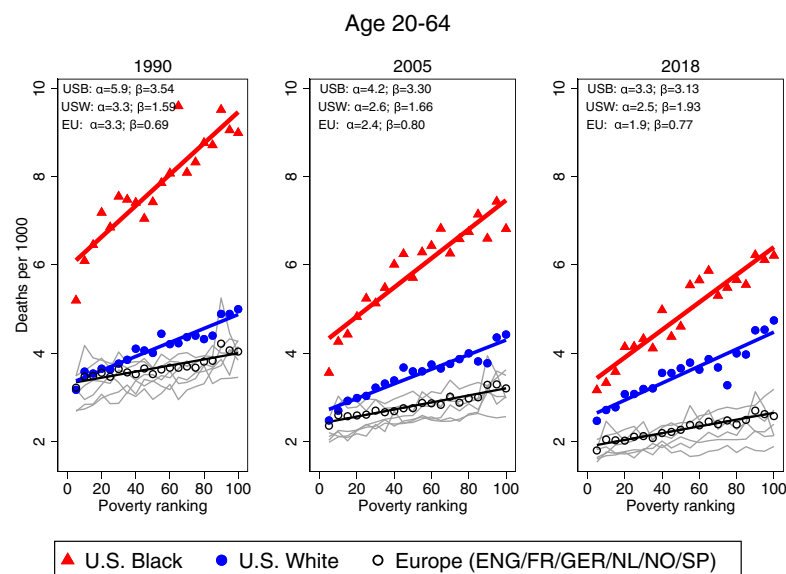 Age 20-64
1990 2005 2018
USB: α=5.9; β=3.54
USW: α=3.3; β=1.59
EU: α=3.3; β=0.69
USB: α=4.2; β=3.30
USW: α=2.6; β=1.66
EU: α=2.4; β=0.80
USB: α=3.3; β=3.13
USW: α=2.5; β=1.93
EU: α=1.9; β=0.77
Deaths per 1000
10
8
6
4
2
10
8
6
4
2
10
8
6
4
2
0 20 40 60 80 100
0 20 40 60 80 100
0 20 40 60 80 100
Poverty ranking Poverty ranking Poverty ranking
U.S. Black U.S. White Europe (ENG/FR/GER/NL/NO/SP)